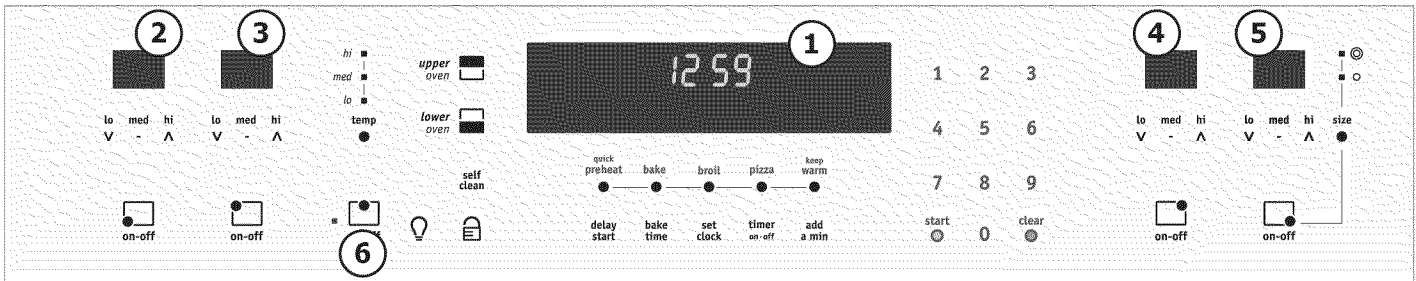 2 3 1 4 5
hi
med
lo
upper
oven
12 59
1 2 3
lo med hi lo med hi
temp
lower
oven
4 5 6
lo med hi lo med hi size
quick
preheat bake broil pizza keep
warm
self
clean
7 8 9
on-off on-off
delay
start
bake
time
set
clock
timer
on-off
add
a min
start 0 clear
on-off on-off
6